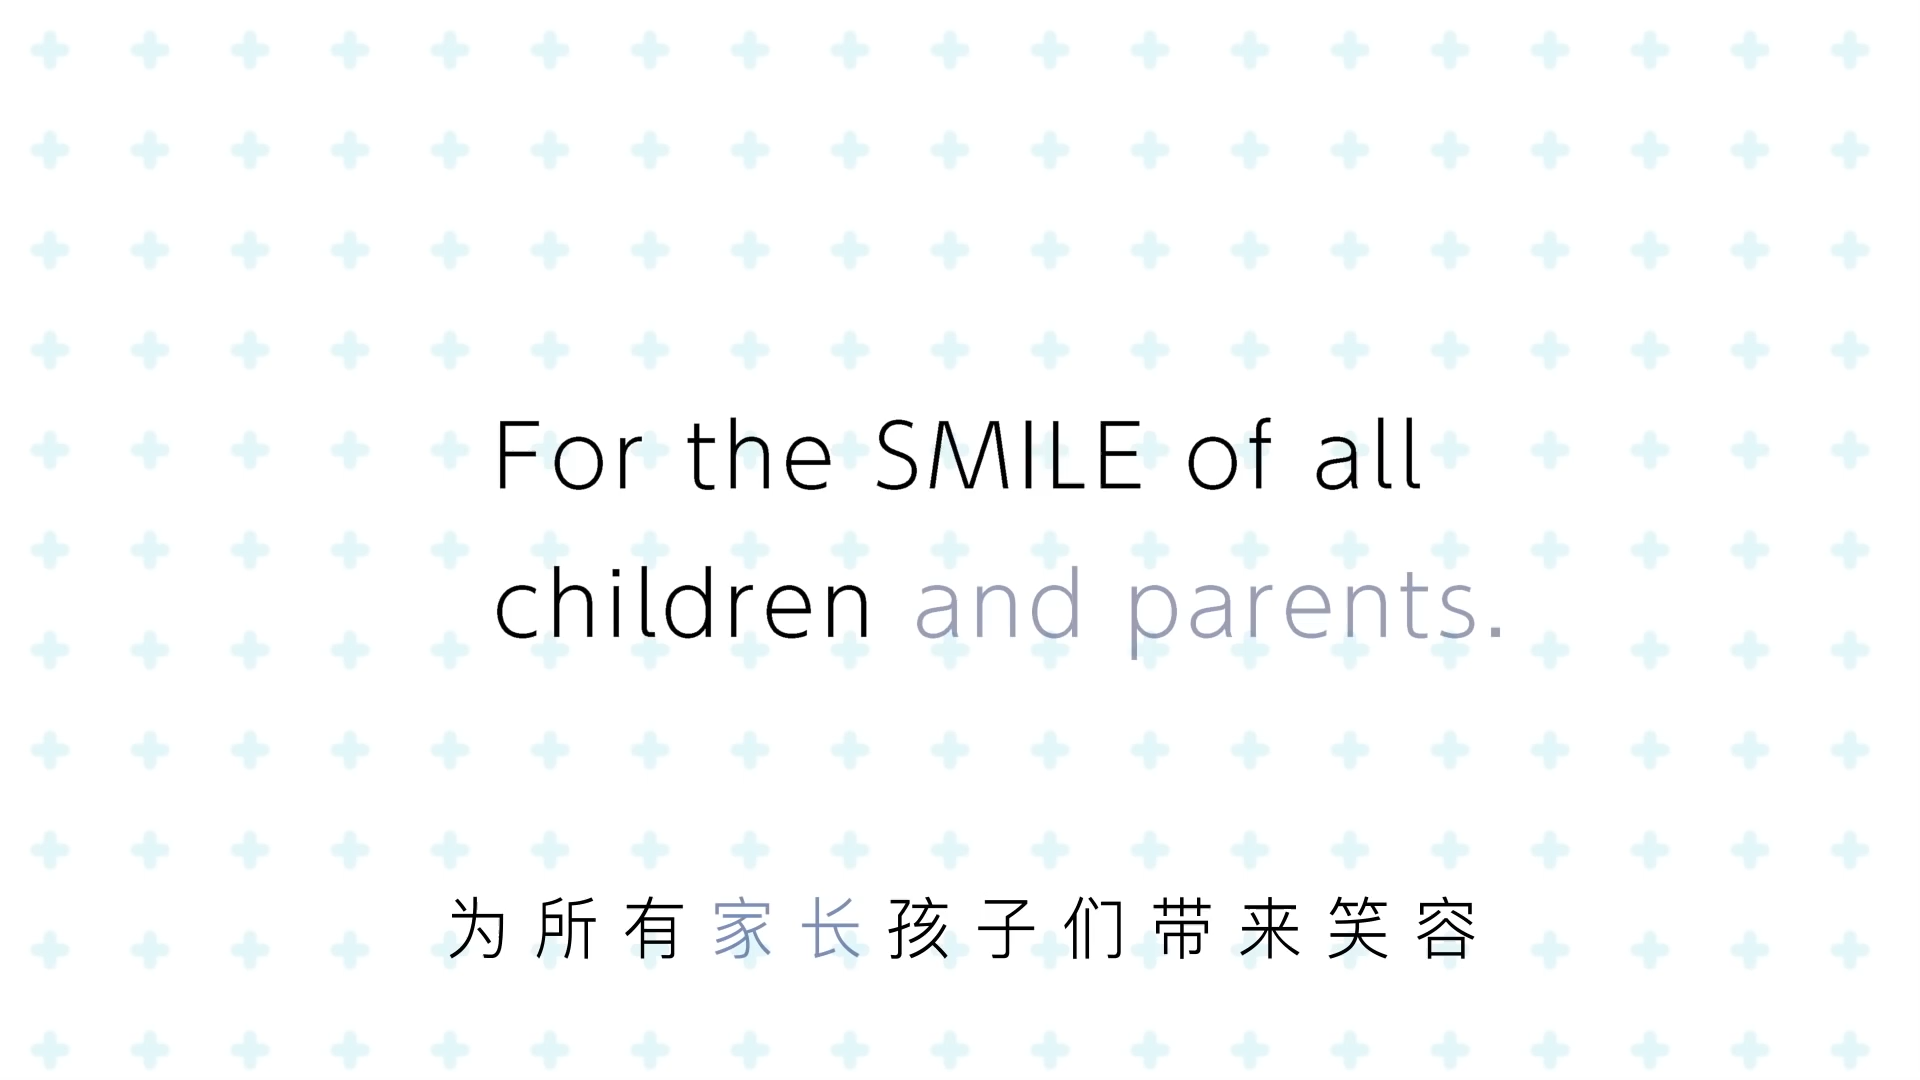 For the SMILE of all
children and parents.
为所有家长孩子们带来笑容